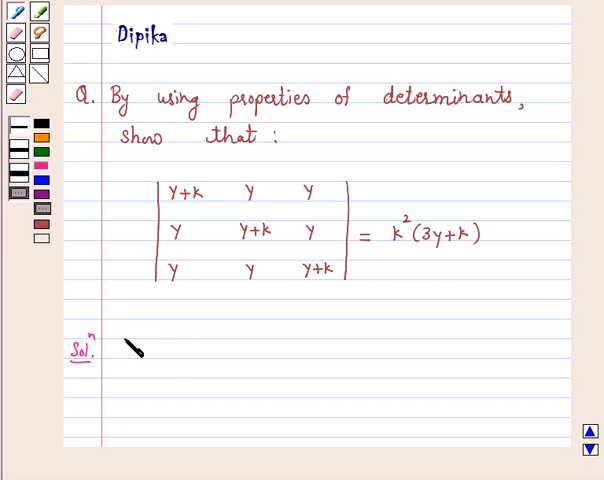 Dipika
Q. By using properties of determinants,
show that :
| y+k y y |
| y y+k y | = k²(3y+k)
| y y y+k |
Solⁿ.